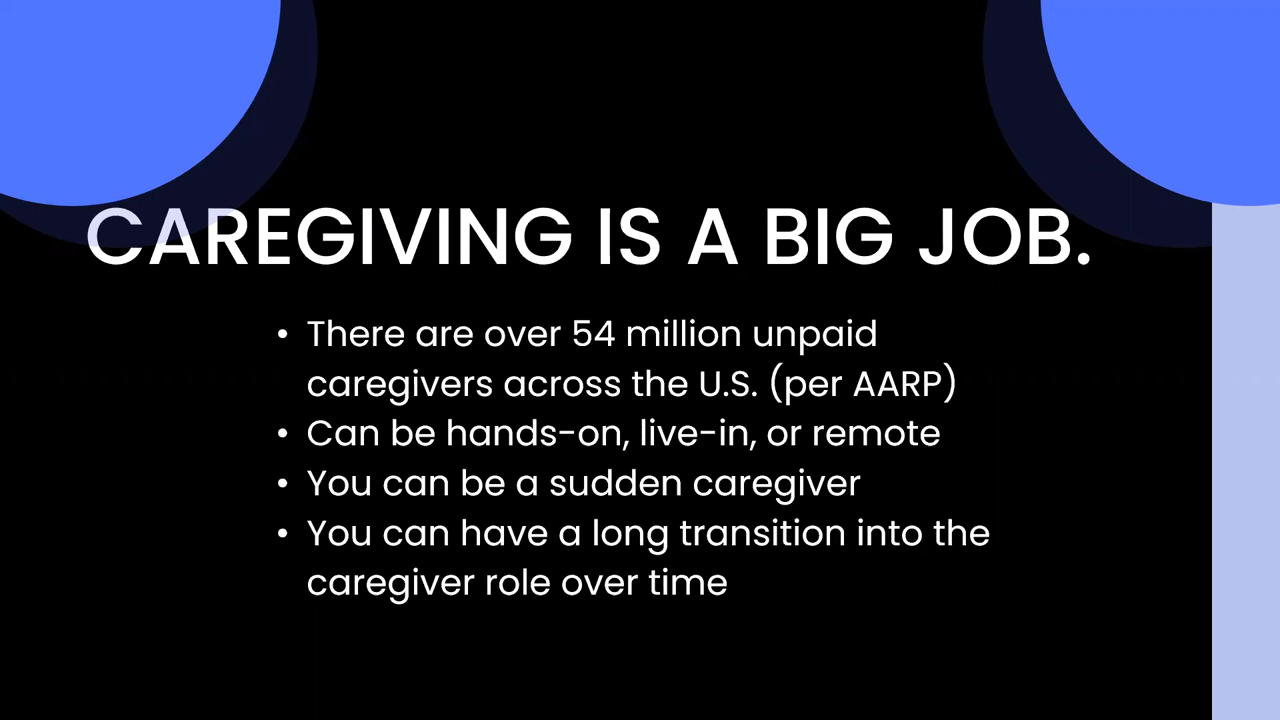 CAREGIVING IS A BIG JOB.
• There are over 54 million unpaid
caregivers across the U.S. (per AARP)
• Can be hands-on, live-in, or remote
• You can be a sudden caregiver
• You can have a long transition into the
caregiver role over time